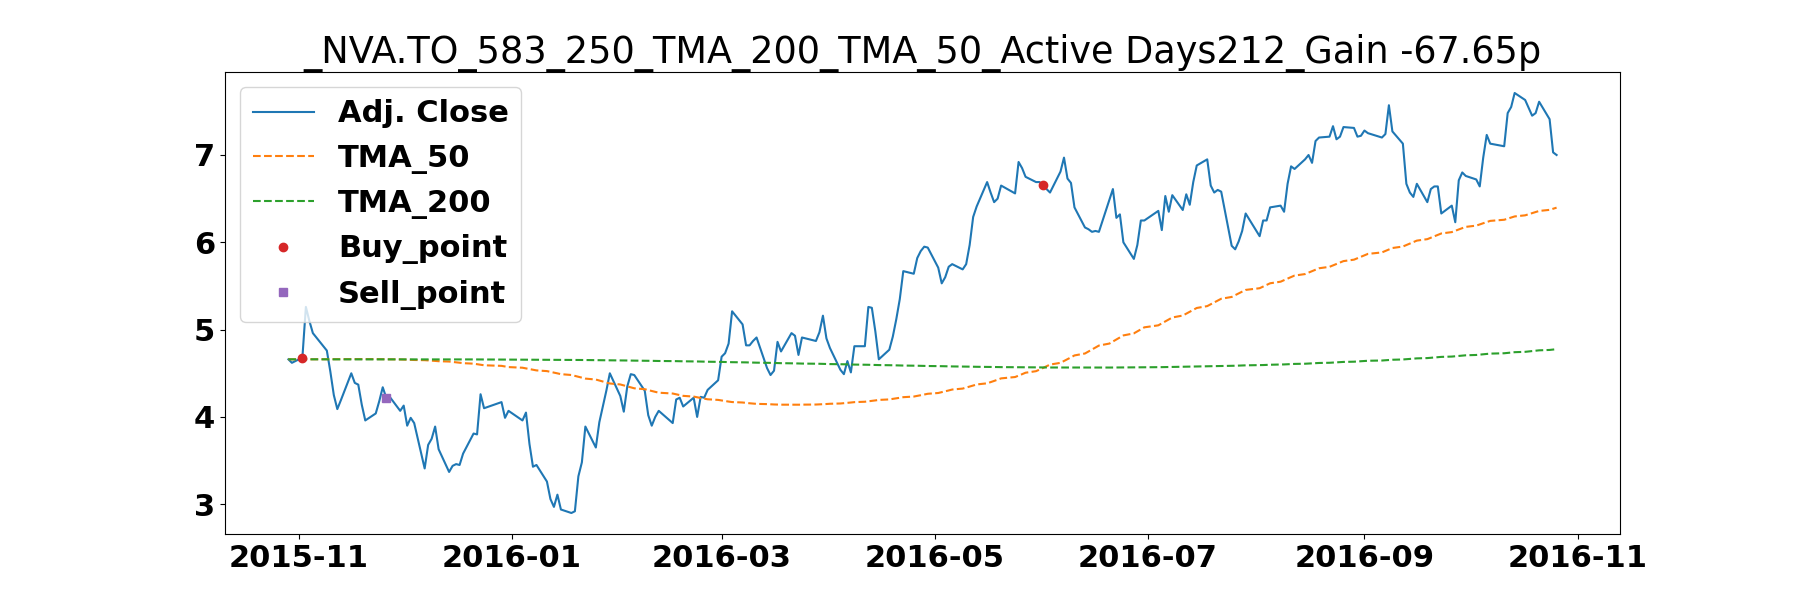 _NVA.TO_583_250_TMA_200_TMA_50_Active Days212_Gain -67.65p
Adj. Close
TMA_50
TMA_200
Buy_point
Sell_point
7
6
5
4
3
2015-11 2016-01 2016-03 2016-05 2016-07 2016-09 2016-11